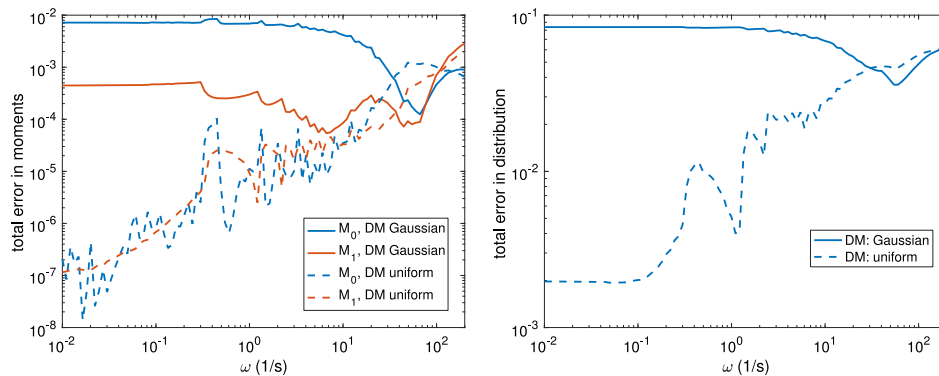 10^-2
10^-3
10^-4
10^-5
10^-6
10^-7
10^-8
total error in moments
M_0, DM Gaussian
M_1, DM Gaussian
M_0, DM uniform
M_1, DM uniform
10^-2 10^-1 10^0 10^1 10^2
ω (1/s)
10^-1
10^-2
10^-3
total error in distribution
DM: Gaussian
DM: uniform
10^-2 10^-1 10^0 10^1 10^2
ω (1/s)